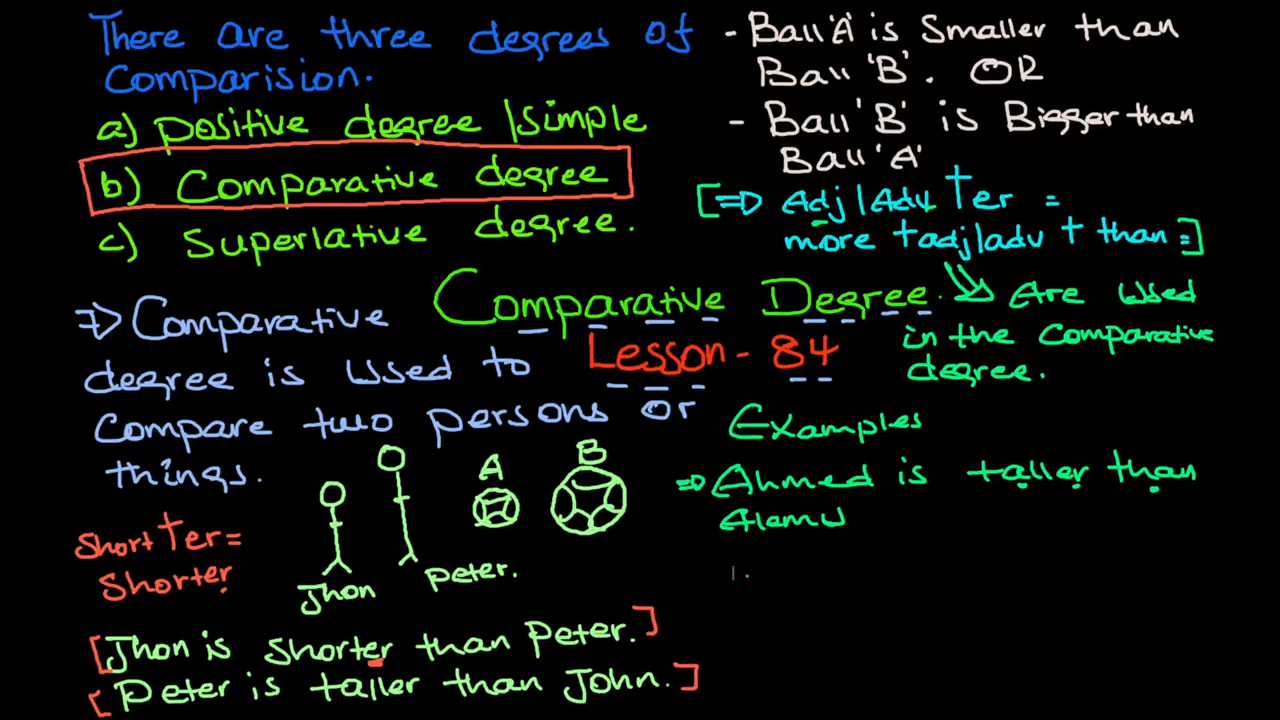 There are three degrees of
Comparision.
a) positive degree |simple
b) Comparative degree
c) Superlative degree.
Comparative Degree.
Lesson - 84
⇒ Comparative
degree is used to
compare two persons or
things.
A
B
Short + er =
Shorter
Jhon
peter.
[Jhon is shorter than Peter.]
[Peter is taller than John.]
- Ball 'A' is Smaller than
Ball 'B'. OR
- Ball 'B' is Bigger than
Ball 'A'
[⇒ Adj|Adv + er =
more + adj|adv + than =]
Are used
in the comparative
degree.
Examples
⇒ Ahmed is taller than
Alemu